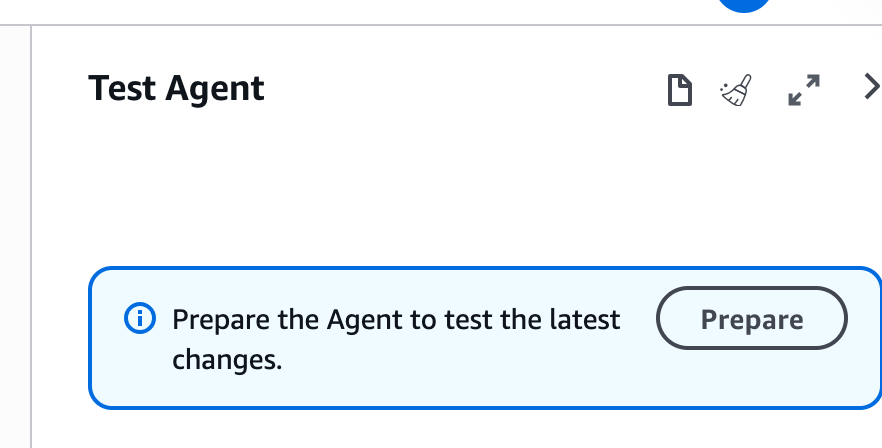 Test Agent
Prepare the Agent to test the latest
changes.
Prepare